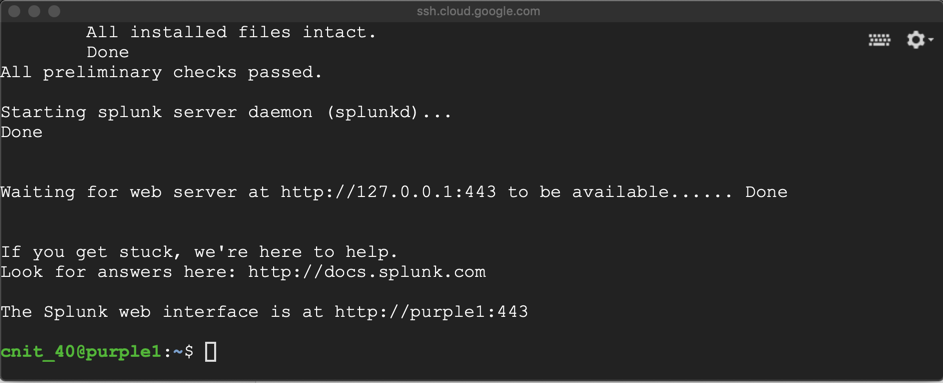 ssh.cloud.google.com
All installed files intact.
Done
All preliminary checks passed.
Starting splunk server daemon (splunkd)...
Done
Waiting for web server at http://127.0.0.1:443 to be available...... Done
If you get stuck, we're here to help.
Look for answers here: http://docs.splunk.com
The Splunk web interface is at http://purple1:443
cnit_40@purple1:~$